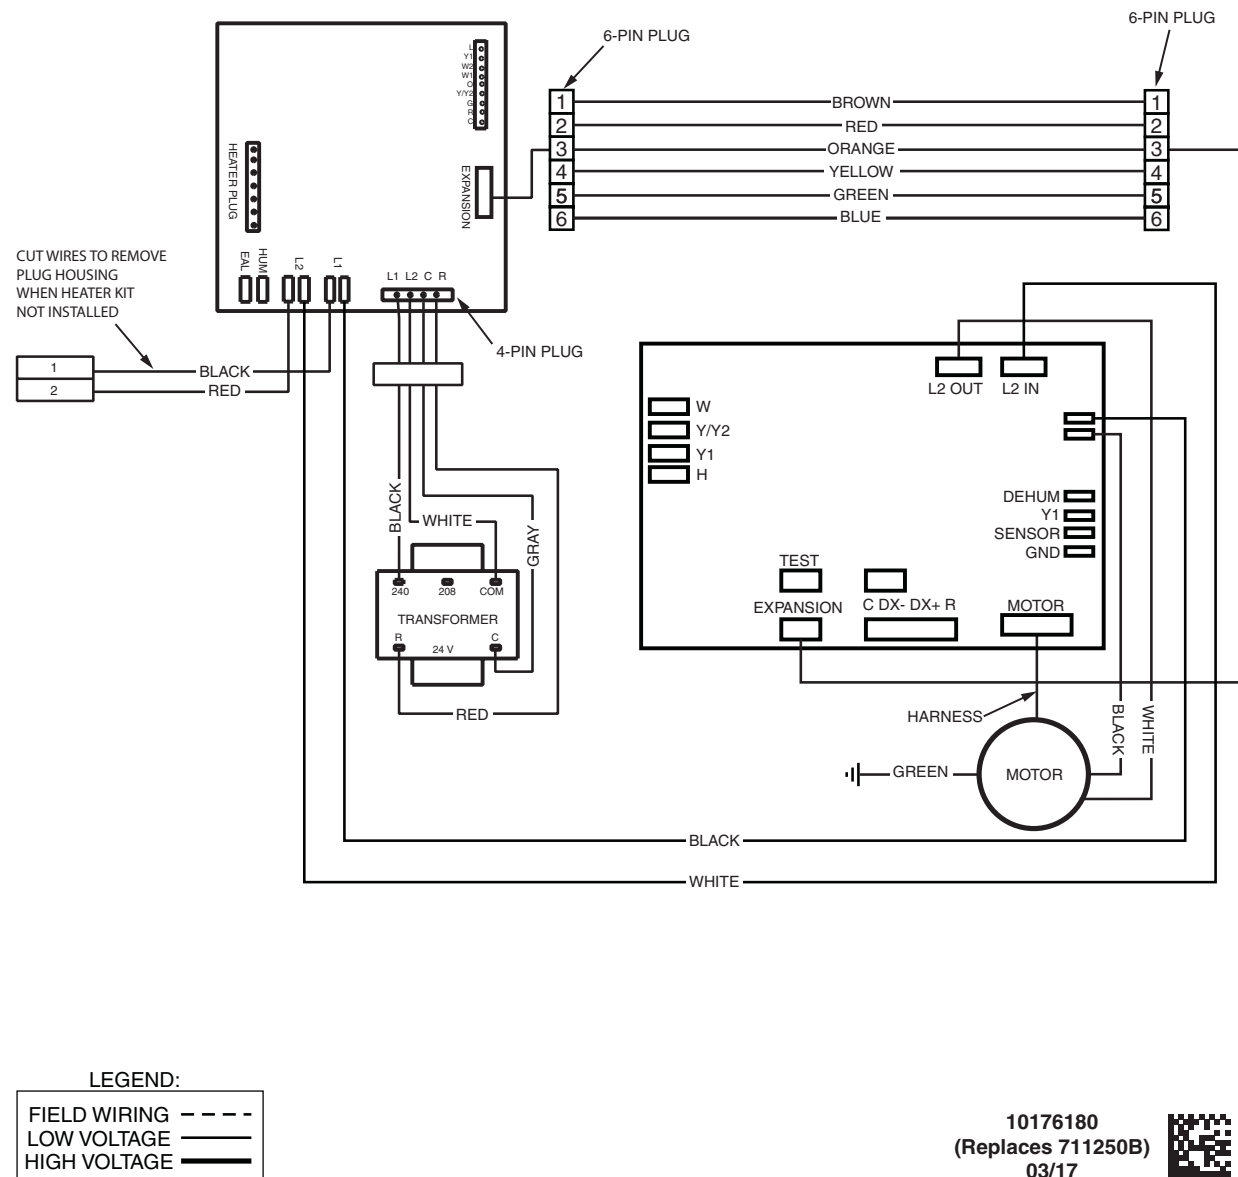 6-PIN PLUG
6-PIN PLUG
L
Y1
W2
W1
O
Y/Y2
G
R
C
HEATER PLUG
EXPANSION
EAL
HUM
L2
L1
L1 L2 C R
4-PIN PLUG
1
2
3
4
5
6
BROWN
RED
ORANGE
YELLOW
GREEN
BLUE
1
2
3
4
5
6
CUT WIRES TO REMOVE
PLUG HOUSING
WHEN HEATER KIT
NOT INSTALLED
1
2
BLACK
RED
BLACK
WHITE
GRAY
240
208
COM
TRANSFORMER
R
24 V
C
RED
L2 OUT
L2 IN
W
Y/Y2
Y1
H
DEHUM
Y1
SENSOR
GND
TEST
EXPANSION
C DX- DX+ R
MOTOR
HARNESS
BLACK
WHITE
GREEN
MOTOR
BLACK
WHITE
LEGEND:
FIELD WIRING
LOW VOLTAGE
HIGH VOLTAGE
10176180
(Replaces 711250B)
03/17